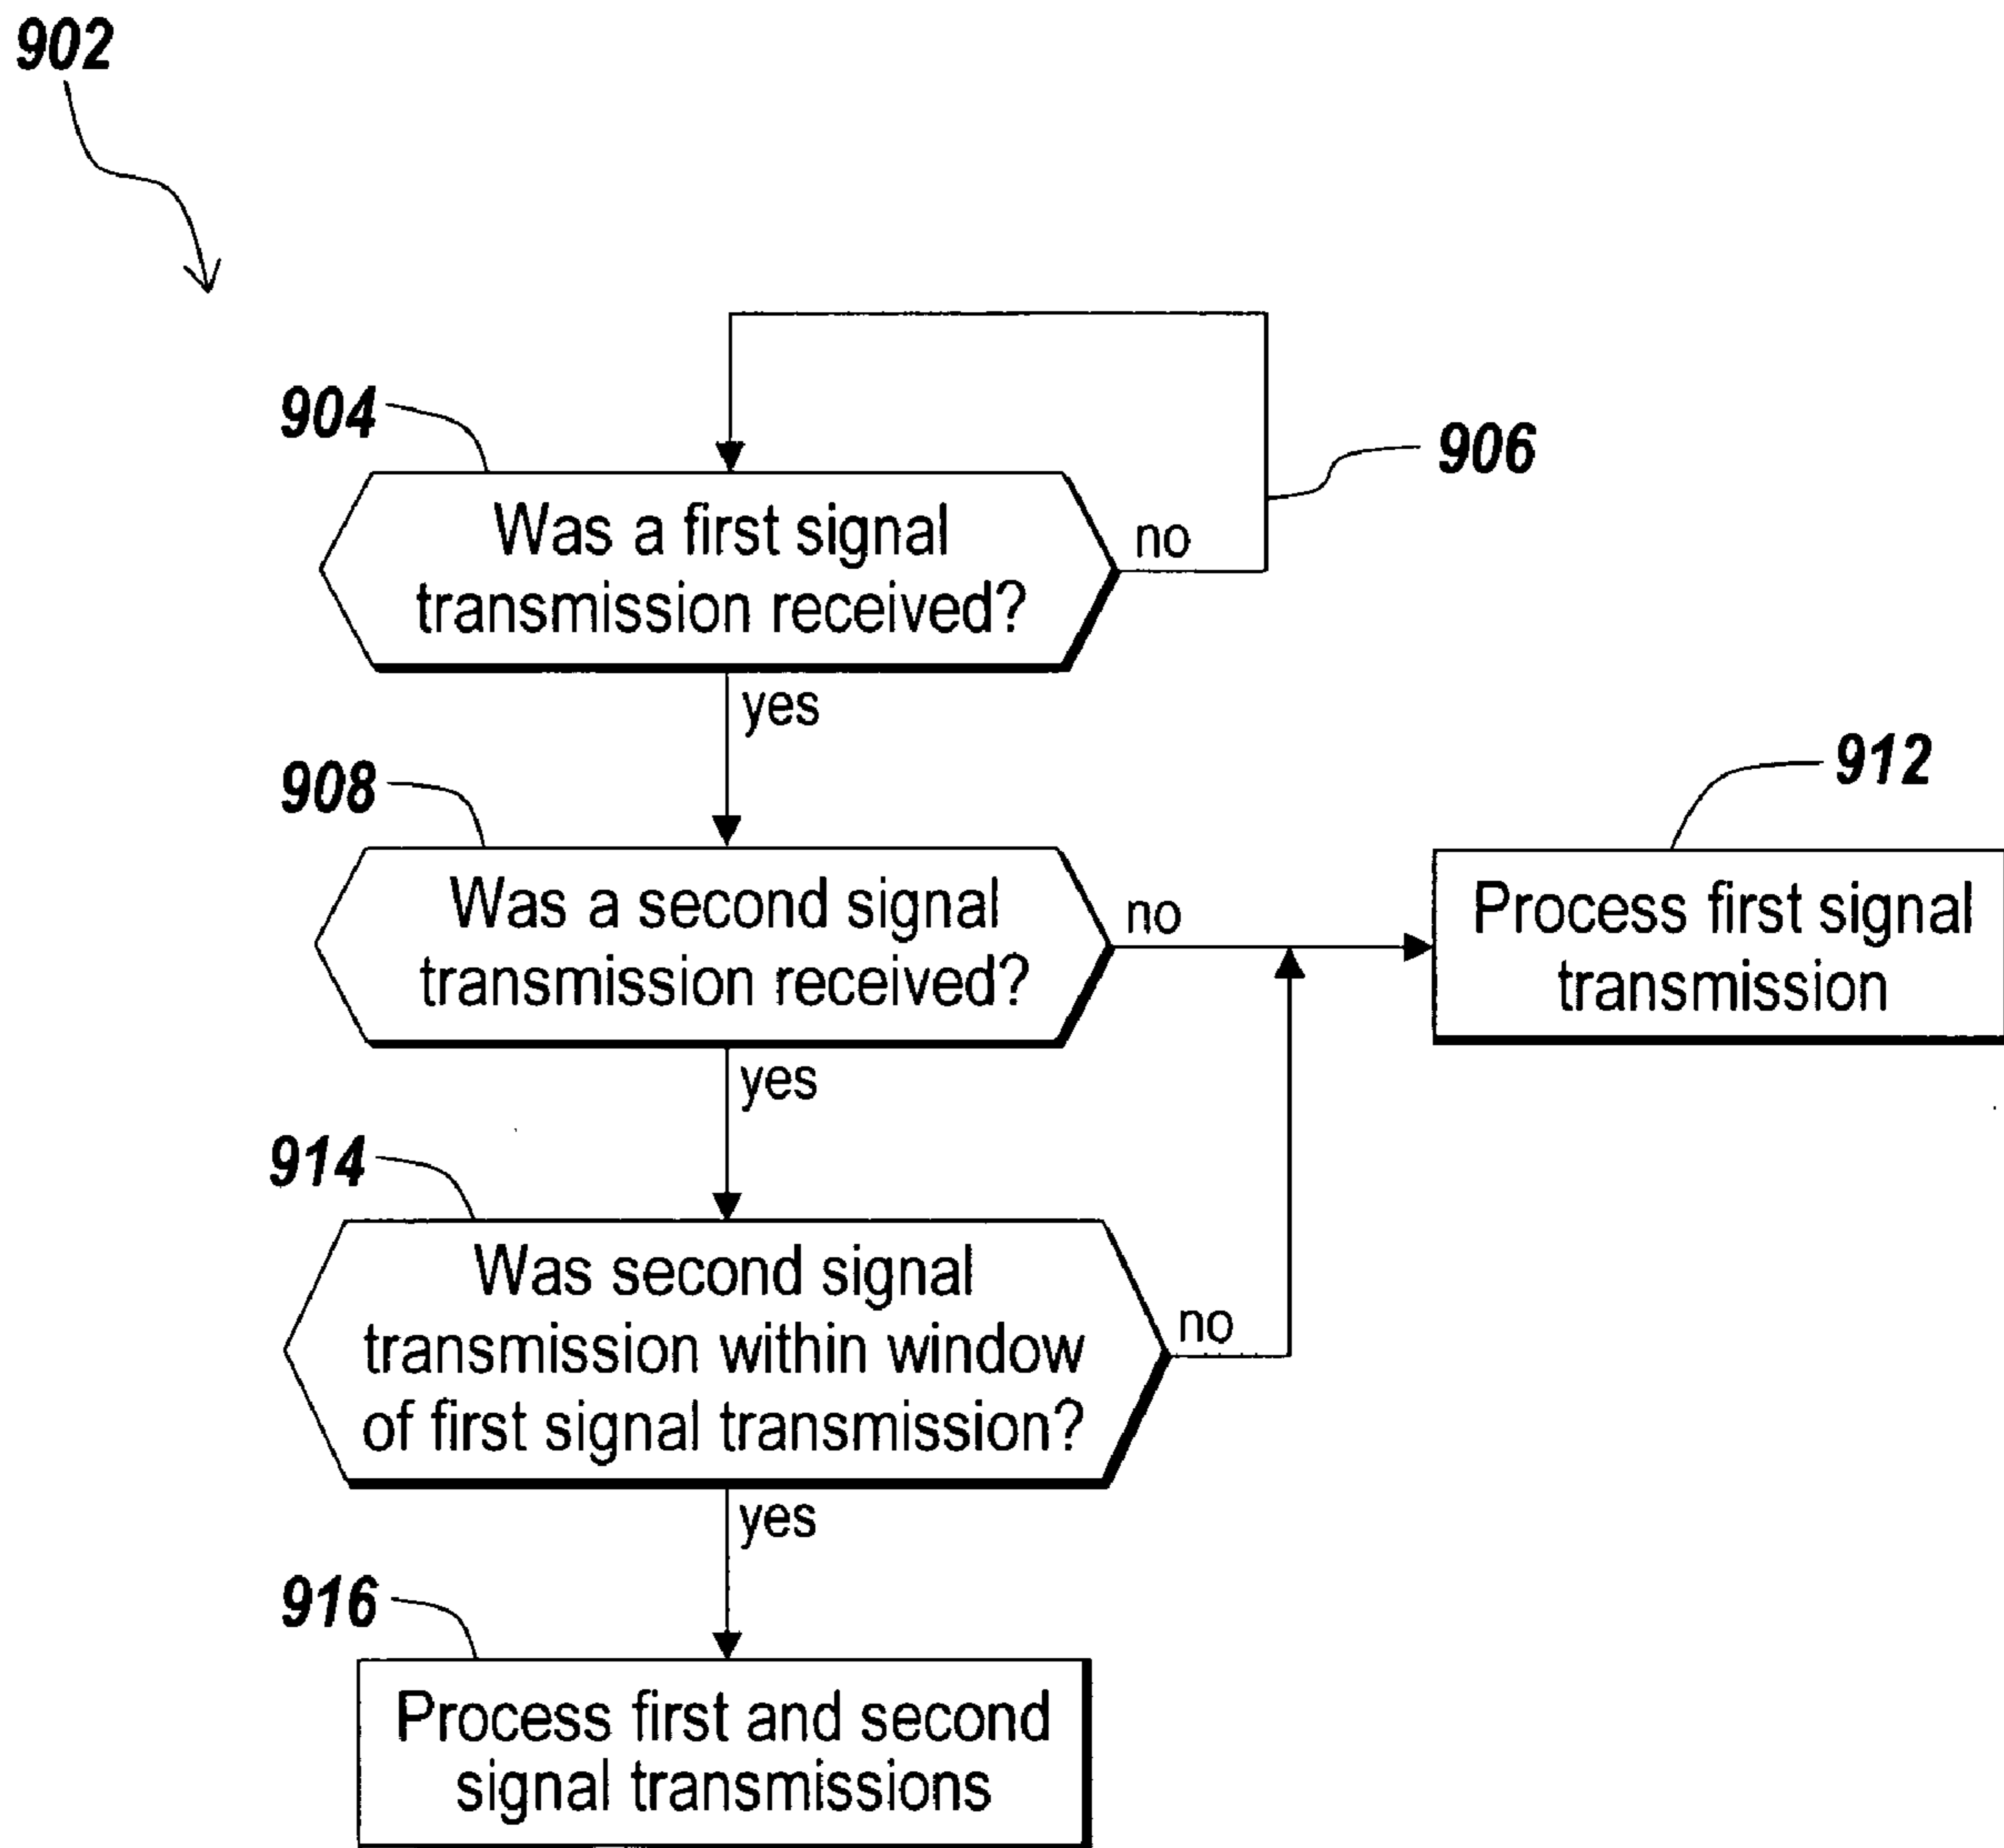 902
904
906
Was a first signal
transmission received?
no
yes
908
912
Was a second signal
transmission received?
no
Process first signal
transmission
yes
914
Was second signal
transmission within window
of first signal transmission?
no
yes
916
Process first and second
signal transmissions